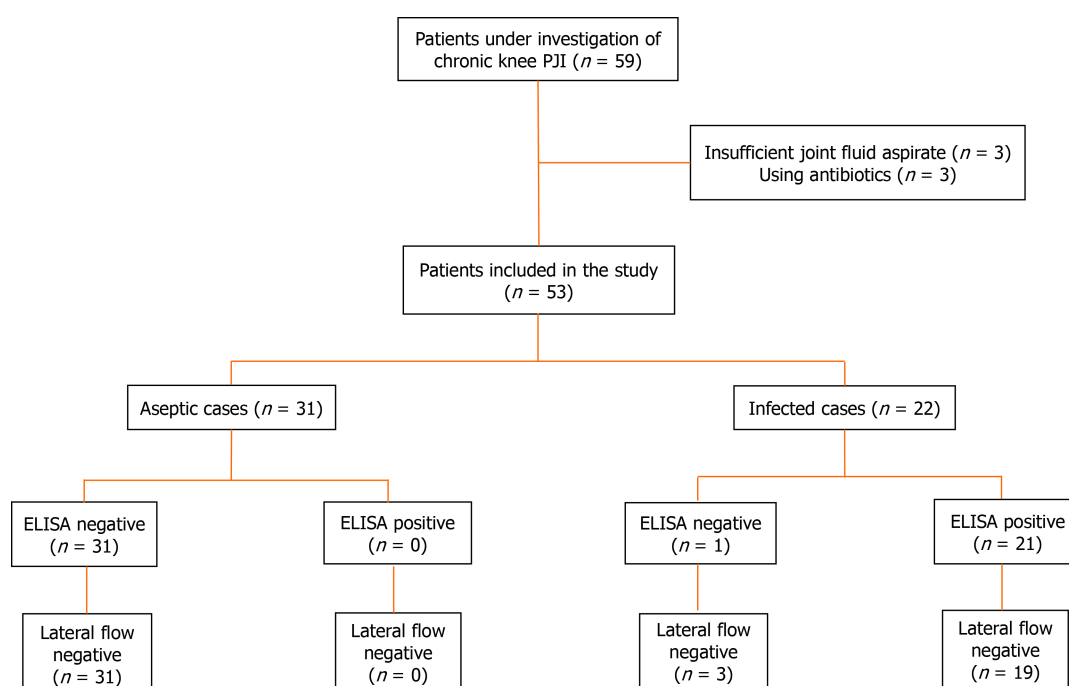 Patients under investigation of
chronic knee PJI (n = 59)
Insufficient joint fluid aspirate (n = 3)
Using antibiotics (n = 3)
Patients included in the study
(n = 53)
Aseptic cases (n = 31)
Infected cases (n = 22)
ELISA negative
(n = 31)
ELISA positive
(n = 0)
ELISA negative
(n = 1)
ELISA positive
(n = 21)
Lateral flow
negative
(n = 31)
Lateral flow
negative
(n = 0)
Lateral flow
negative
(n = 3)
Lateral flow
negative
(n = 19)